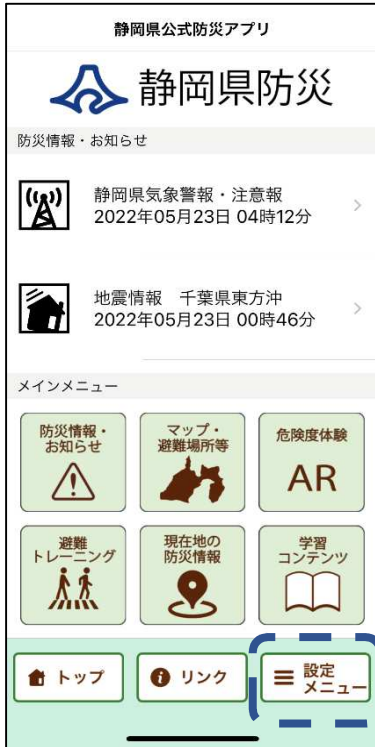 静岡県公式防災アプリ
静岡県防災
防災情報・お知らせ
静岡県気象警報・注意報
2022年05月23日 04時12分
地震情報　千葉県東方沖
2022年05月23日 00時46分
メインメニュー
防災情報・
お知らせ
マップ・
避難場所等
危険度体験
AR
避難
トレーニング
現在地の
防災情報
学習
コンテンツ
トップ
リンク
設定
メニュー